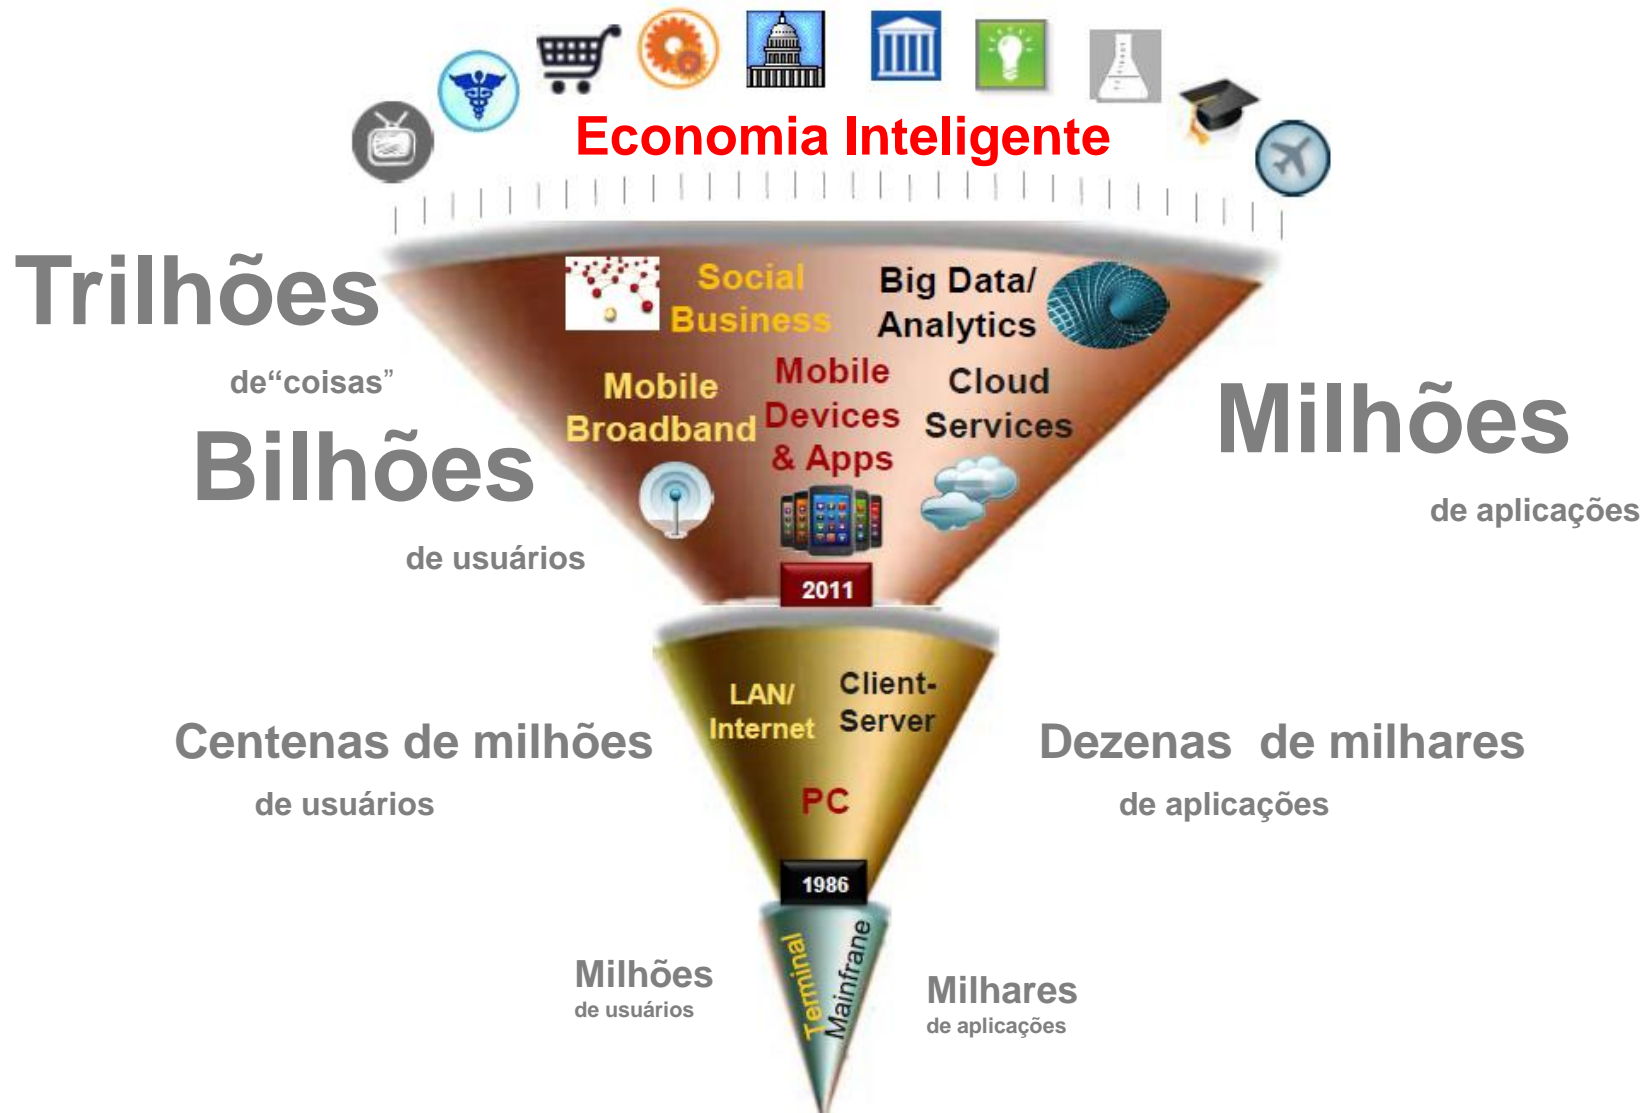 Economia Inteligente
Trilhões
de“coisas”
Bilhões
de usuários
Social
Business
Big Data/
Analytics
Mobile
Broadband
Mobile
Devices
& Apps
Cloud
Services
Milhões
de aplicações
2011
LAN/
Internet
Client-
Server
PC
Centenas de milhões
de usuários
Dezenas de milhares
de aplicações
1986
Terminal
Mainfrane
Milhões
de usuários
Milhares
de aplicações